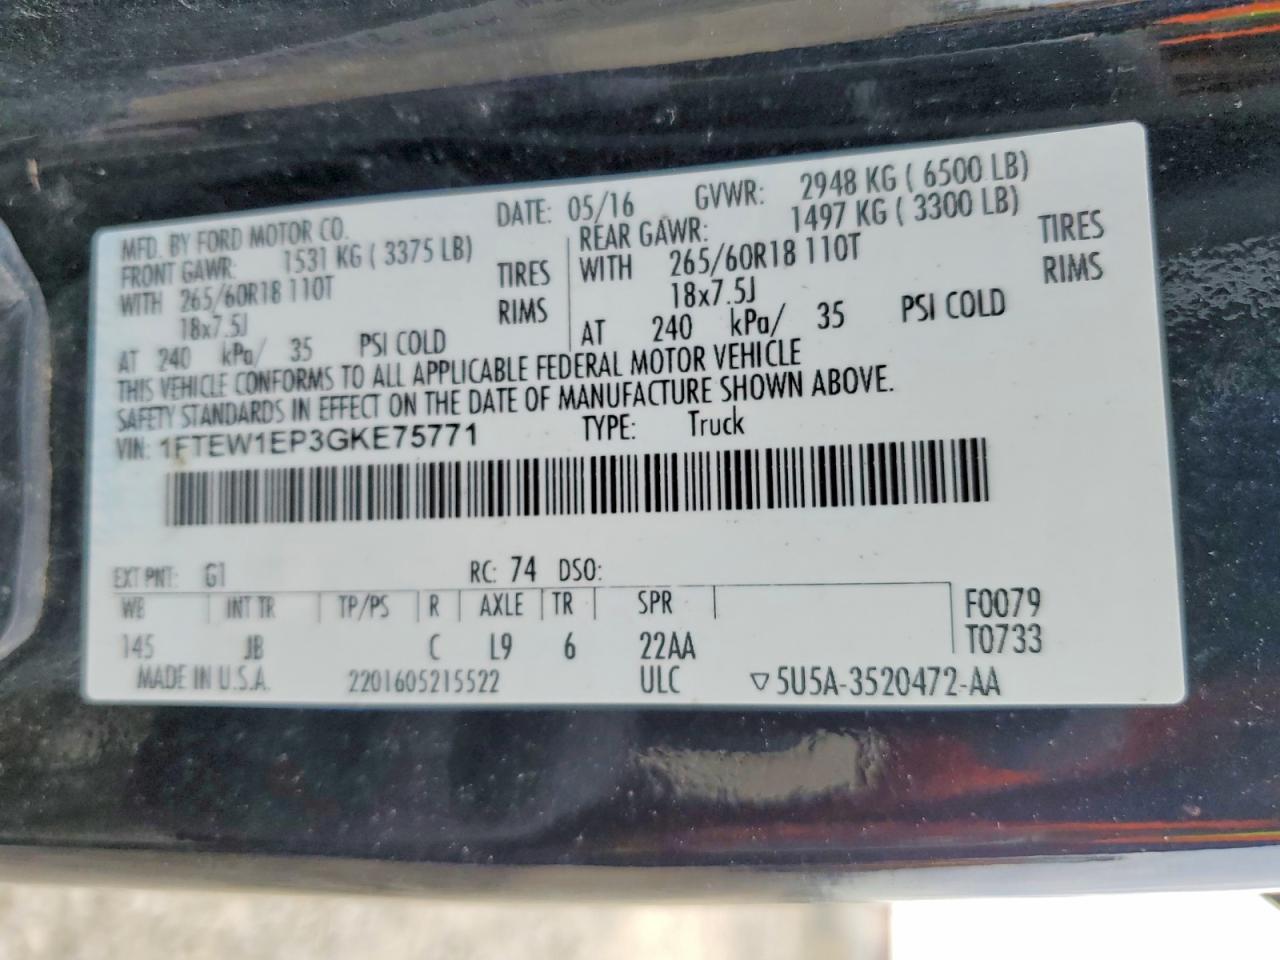 MFD. BY FORD MOTOR CO. DATE: 05/16 GVWR: 2948 KG ( 6500 LB)
FRONT GAWR: 1531 KG ( 3375 LB) REAR GAWR: 1497 KG ( 3300 LB)
WITH 265/60R18 110T TIRES WITH 265/60R18 110T TIRES
18x7.5J RIMS 18x7.5J RIMS
AT 240 kPa/ 35 PSI COLD AT 240 kPa/ 35 PSI COLD
THIS VEHICLE CONFORMS TO ALL APPLICABLE FEDERAL MOTOR VEHICLE
SAFETY STANDARDS IN EFFECT ON THE DATE OF MANUFACTURE SHOWN ABOVE.
VIN: 1FTEW1EP3GKE75771 TYPE: Truck
EXT PNT: G1 RC: 74 DSO:
WB INT TR TP/PS R AXLE TR SPR F0079
145 JB C L9 6 22AA T0733
MADE IN U.S.A. 2201605215522 ULC ▽5U5A-3520472-AA